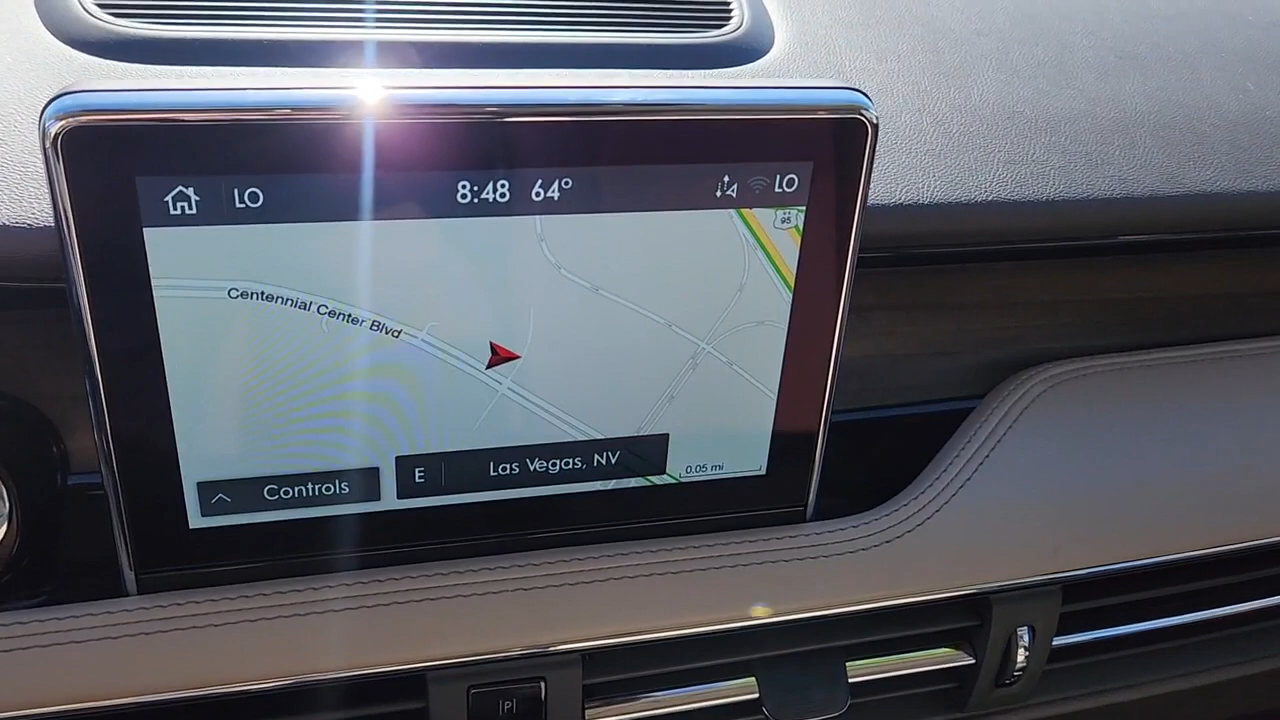 LO
8:48 64°
LO
95
Centennial Center Blvd
E Las Vegas, NV
0.05 mi
Controls
P